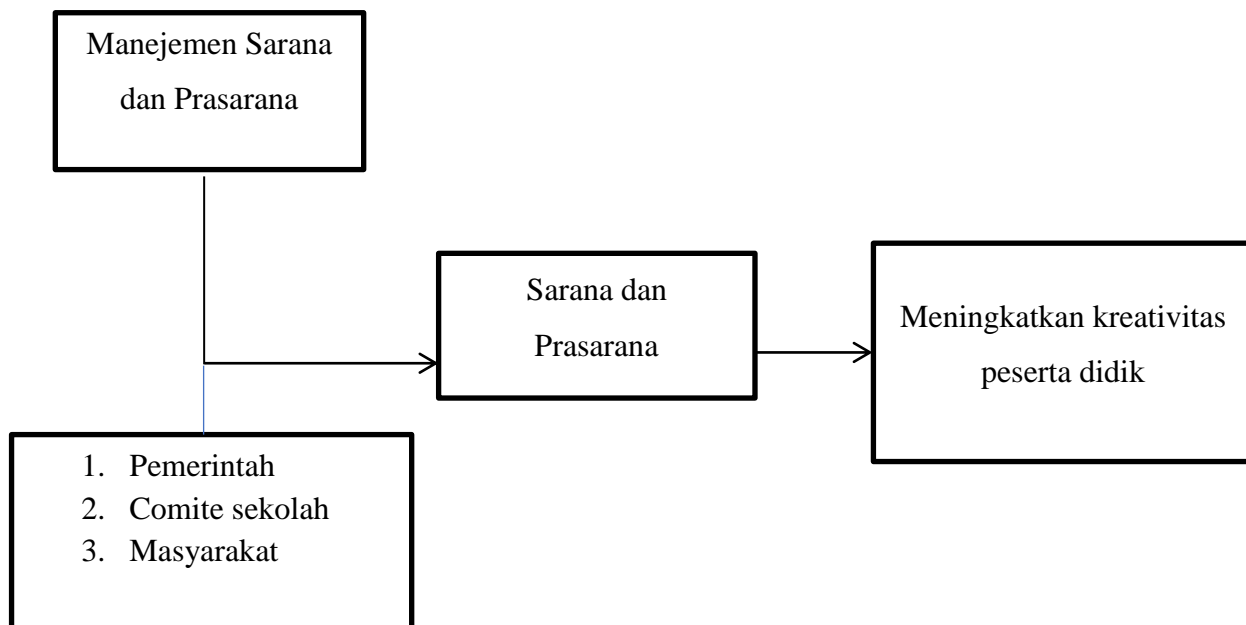 Manejemen Sarana
dan Prasarana
Sarana dan
Prasarana
Meningkatkan kreativitas
peserta didik
1. Pemerintah
2. Comite sekolah
3. Masyarakat